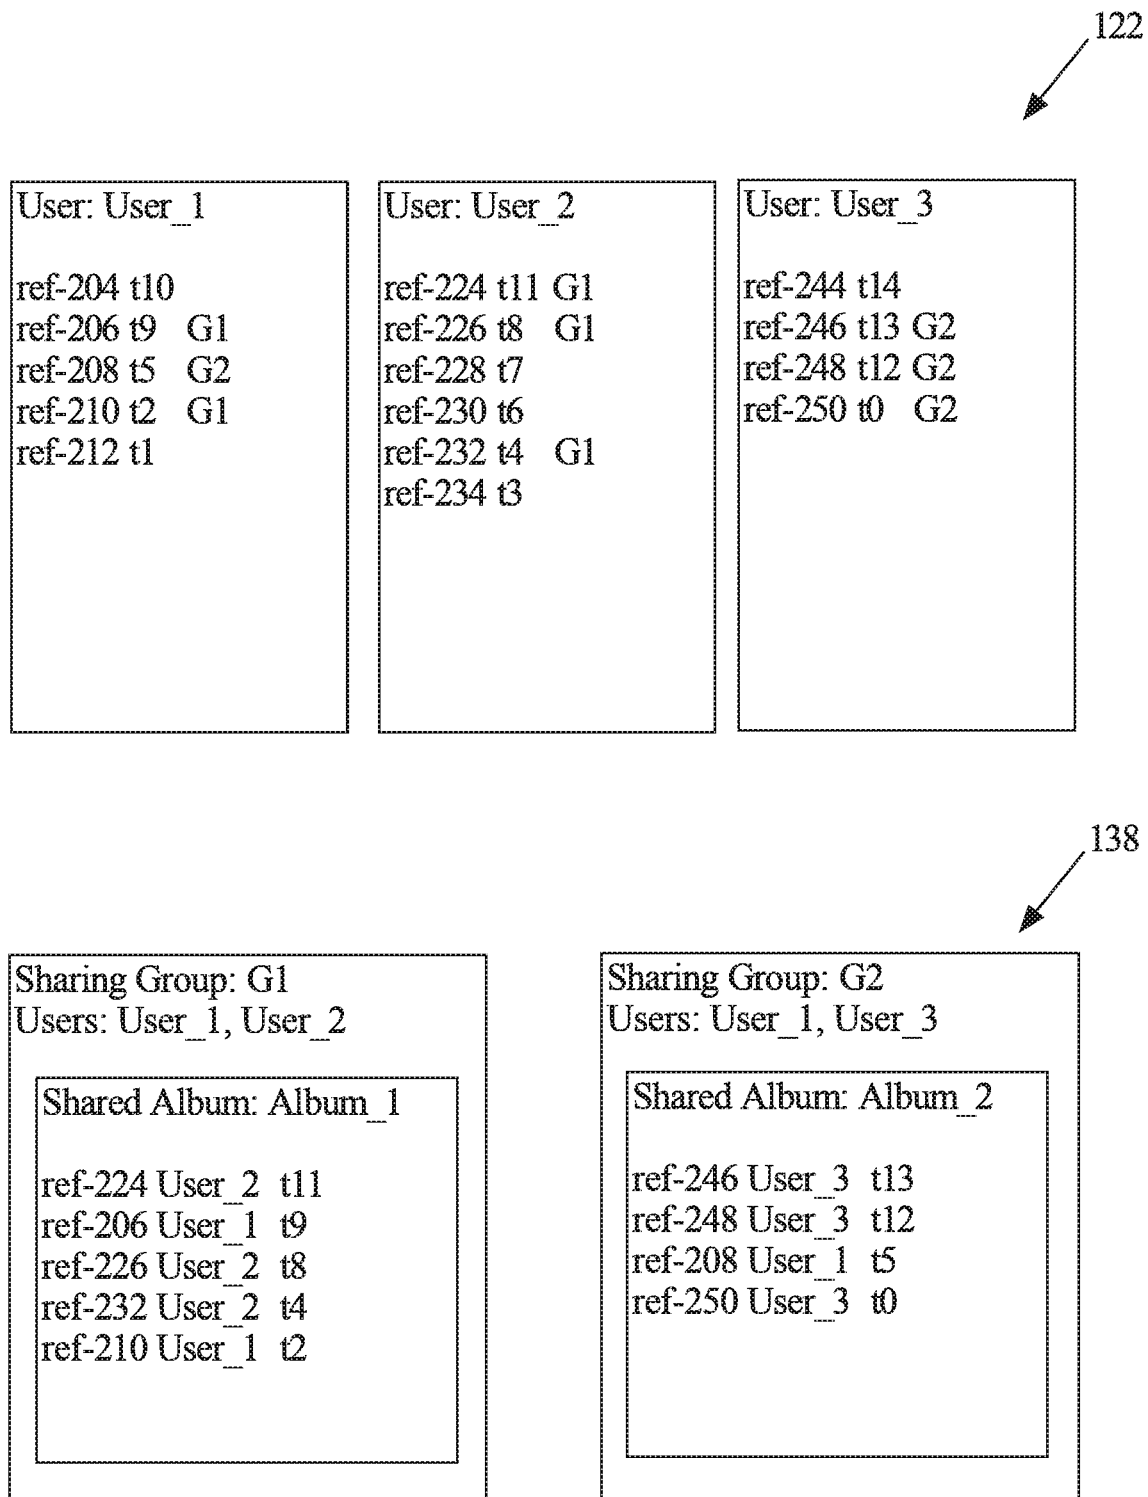 122
User: User_1
ref-204 t10
ref-206 t9 G1
ref-208 t5 G2
ref-210 t2 G1
ref-212 t1
User: User_2
ref-224 t11 G1
ref-226 t8 G1
ref-228 t7
ref-230 t6
ref-232 t4 G1
ref-234 t3
User: User_3
ref-244 t14
ref-246 t13 G2
ref-248 t12 G2
ref-250 t0 G2
138
Sharing Group: G1
Users: User_1, User_2
Shared Album: Album_1
ref-224 User_2 t11
ref-206 User_1 t9
ref-226 User_2 t8
ref-232 User_2 t4
ref-210 User_1 t2
Sharing Group: G2
Users: User_1, User_3
Shared Album: Album_2
ref-246 User_3 t13
ref-248 User_3 t12
ref-208 User_1 t5
ref-250 User_3 t0